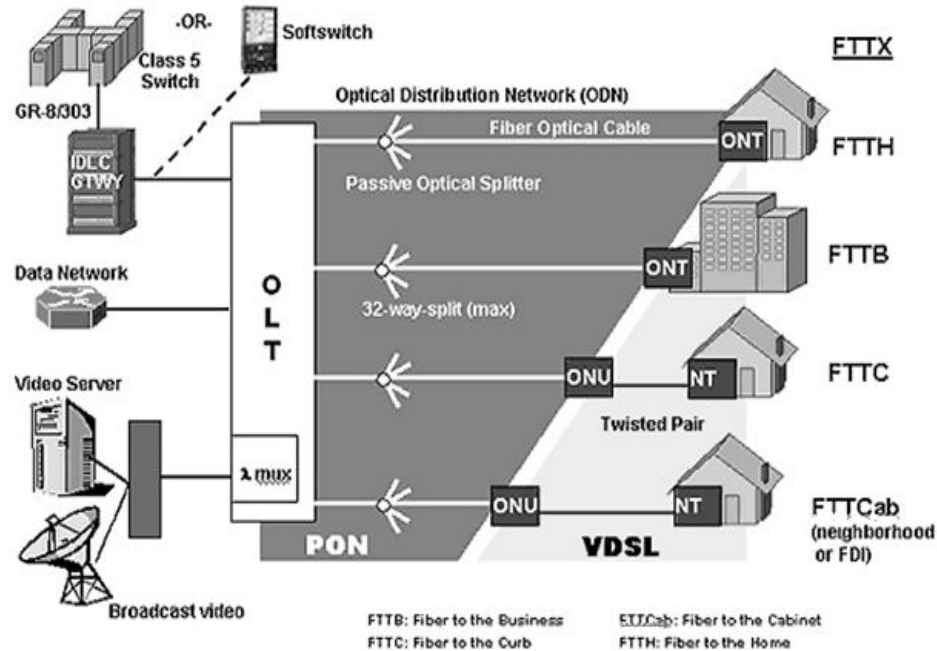 -OR-
Softswitch
Class 5
Switch
FTTX
GR-8/303
Optical Distribution Network (ODN)
Fiber Optical Cable
IDLC
GTWY
ONT
FTTH
Passive Optical Splitter
Data Network
O
L
T
ONT
FTTB
32-way-split (max)
Video Server
ONU
NT
FTTC
Twisted Pair
λ mux
ONU
NT
FTTCab
(neighborhood
or FDI)
PON
VDSL
Broadcast video
FTTB: Fiber to the Business
FTTCab: Fiber to the Cabinet
FTTC: Fiber to the Curb
FTTH: Fiber to the Home